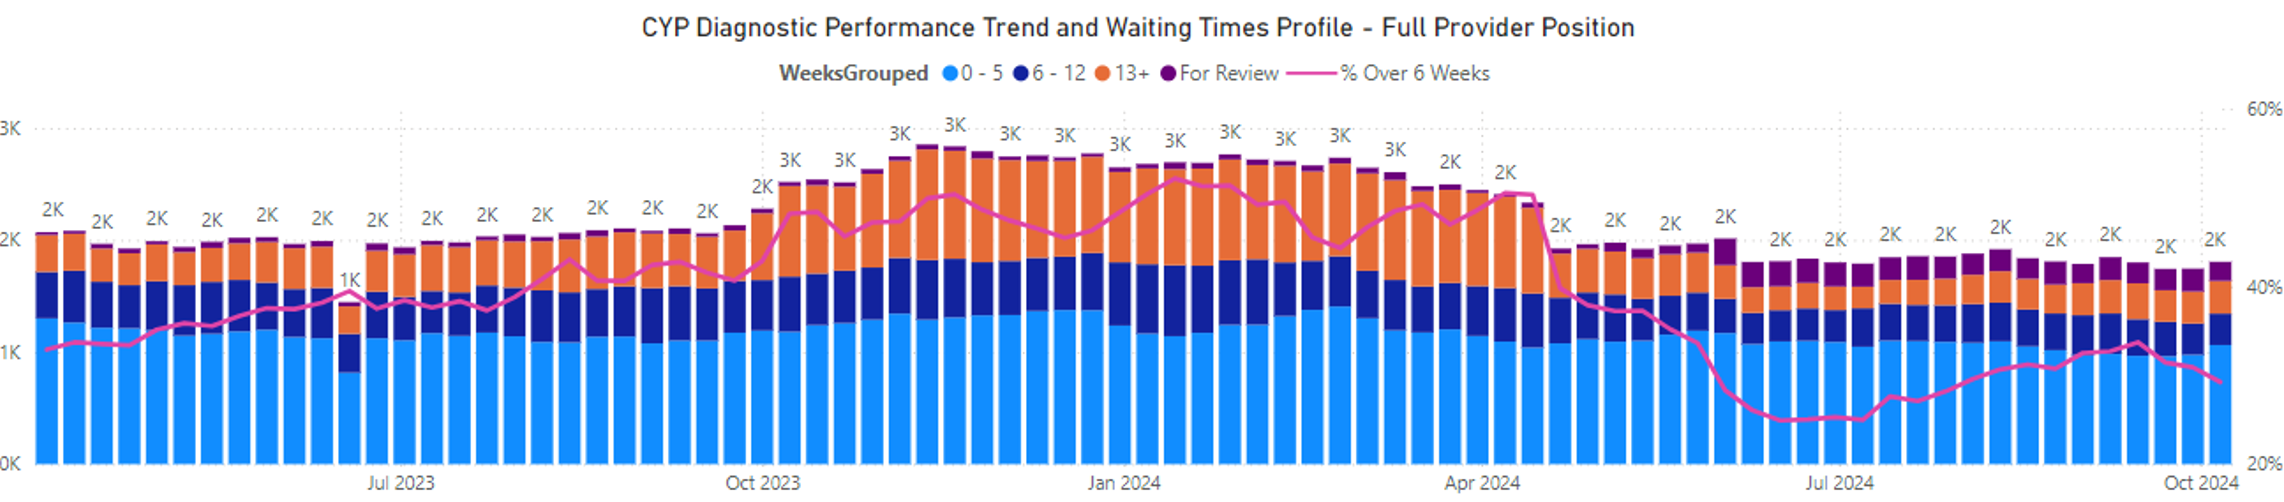 CYP Diagnostic Performance Trend and Waiting Times Profile - Full Provider Position
WeeksGrouped 0 - 5 6 - 12 13+ For Review % Over 6 Weeks
60%
3K
3K 3K 3K 3K 3K 3K 3K 3K 3K
3K 3K 3K 2K 2K
2K 2K 2K 2K 2K 2K 2K 2K 2K 2K 2K 2K 2K
2K 2K 2K 2K 2K 2K 2K 2K 2K 2K 2K 2K 2K
2K
1K
40%
1K
0K
20%
Jul 2023 Oct 2023 Jan 2024 Apr 2024 Jul 2024 Oct 2024